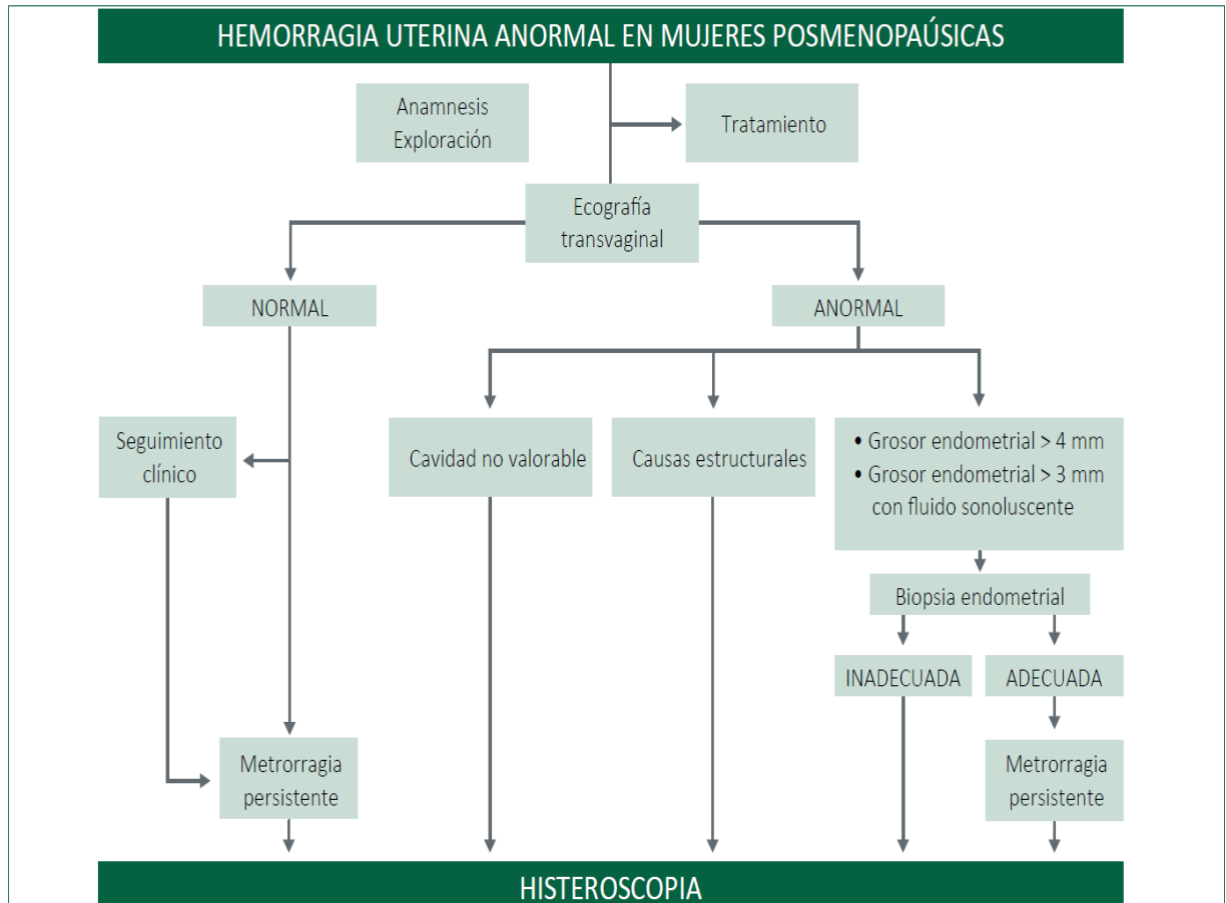 HEMORRAGIA UTERINA ANORMAL EN MUJERES POSMENOPAÚSICAS
Anamnesis
Exploración
Tratamiento
Ecografía
transvaginal
NORMAL
ANORMAL
Seguimiento
clínico
Cavidad no valorable
Causas estructurales
• Grosor endometrial > 4 mm
• Grosor endometrial > 3 mm
con fluido sonoluscente
Biopsia endometrial
INADECUADA
ADECUADA
Metrorragia
persistente
Metrorragia
persistente
HISTEROSCOPIA